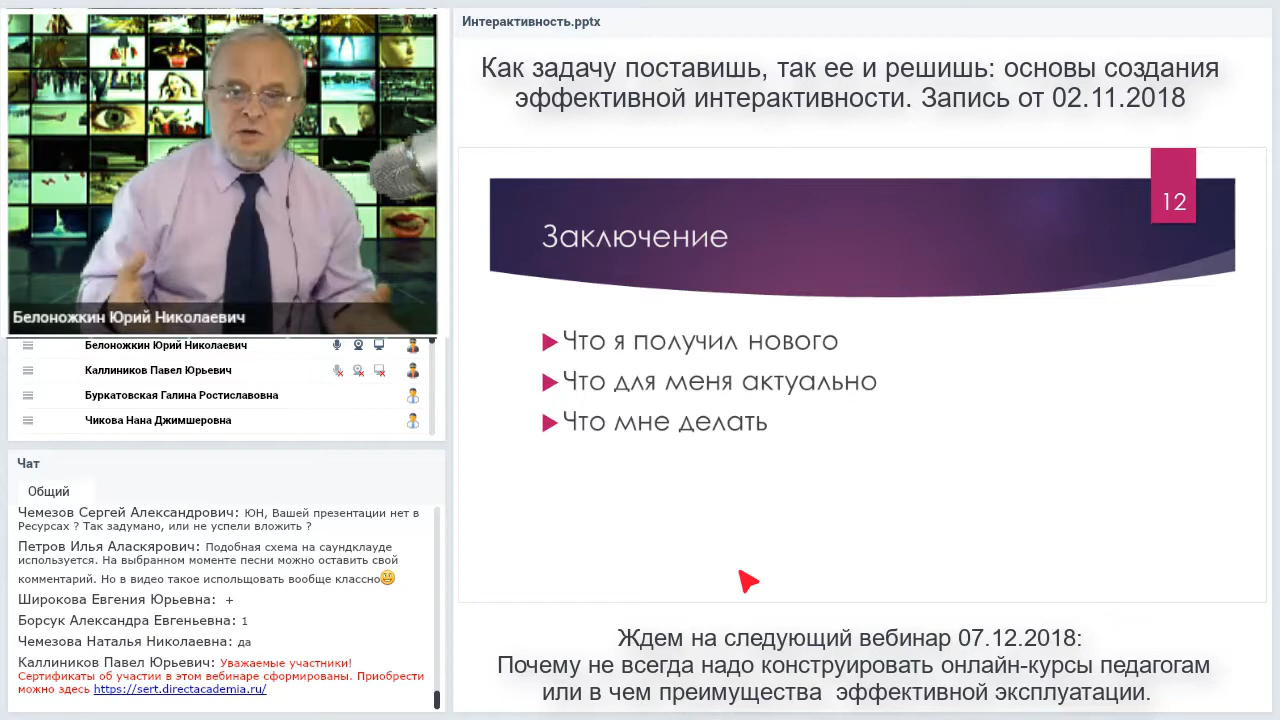 Белоножкин Юрий Николаевич
Белоножкин Юрий Николаевич
Каллиников Павел Юрьевич
Буркатовская Галина Ростиславовна
Чикова Нана Джимшеровна
Чат
Общий
Чемезов Сергей Александрович: ЮН, Вашей презентации нет в
Ресурсах ? Так задумано, или не успели вложить ?
Петров Илья Аласкярович: Подобная схема на саундклауде
используется. На выбранном моменте песни можно оставить свой
комментарий. Но в видео такое испольщовать вообще классно
Широкова Евгения Юрьевна: +
Борсук Александра Евгеньевна: 1
Чемезова Наталья Николаевна: да
Каллиников Павел Юрьевич: Уважаемые участники!
Сертификаты об участии в этом вебинаре сформированы. Приобрести
можно здесь https://sert.directacademia.ru/
Интерактивность.pptx
Как задачу поставишь, так ее и решишь: основы создания
эффективной интерактивности. Запись от 02.11.2018
12
Заключение
Что я получил нового
Что для меня актуально
Что мне делать
Ждем на следующий вебинар 07.12.2018:
Почему не всегда надо конструировать онлайн-курсы педагогам
или в чем преимущества эффективной эксплуатации.